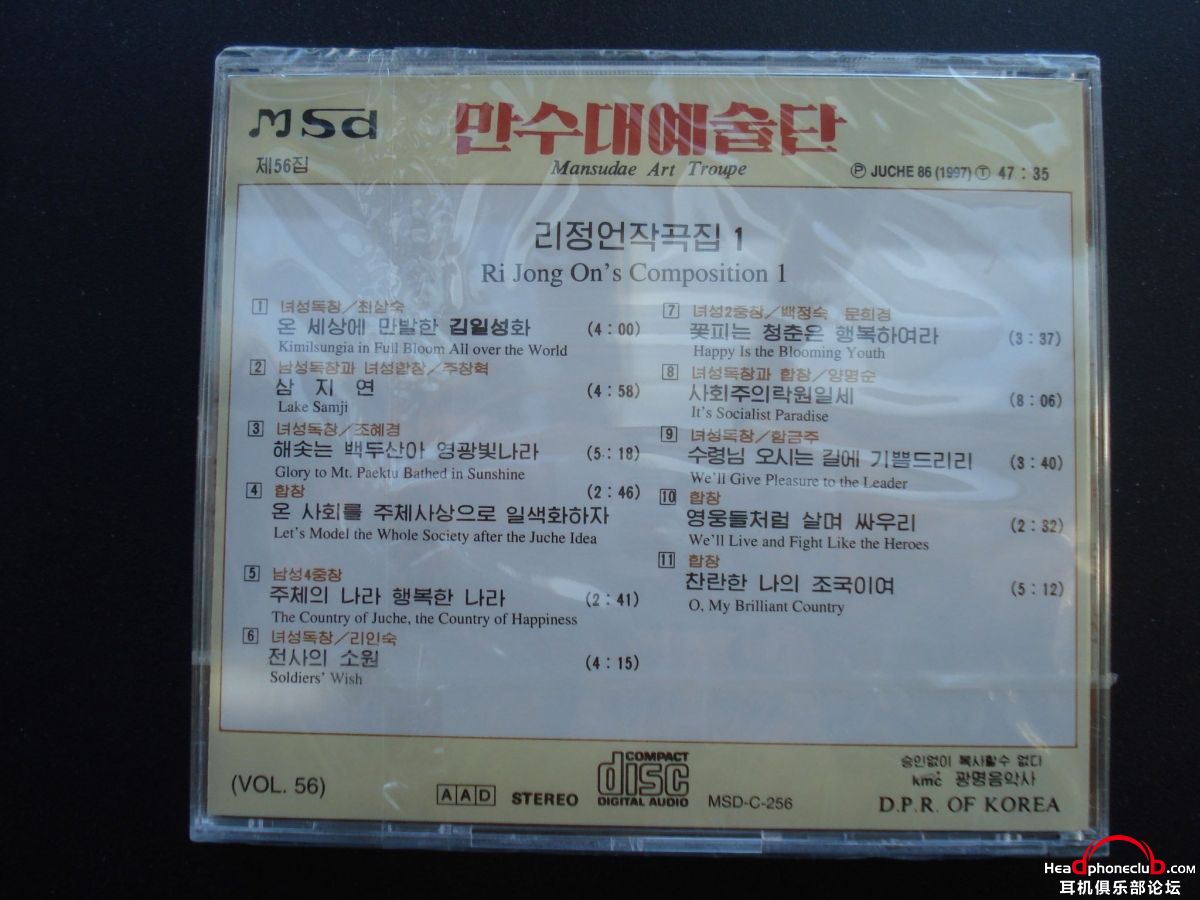 MSd
만수대예술단
제56집
Mansudae Art Troupe
Ⓟ JUCHE 86 (1997) Ⓣ 47 : 35
리정언작곡집 1
Ri Jong On's Composition 1
1 녀성독창/최삼숙
온 세상에 만발한 김일성화 (4 : 00)
Kimilsungia in Full Bloom All over the World
2 남성독창과 녀성합창/주창혁
삼 지 연 (4 : 58)
Lake Samji
3 녀성독창/조혜경
해솟는 백두산아 영광빛나라 (5 : 18)
Glory to Mt. Paektu Bathed in Sunshine
4 합창 (2 : 46)
온 사회를 주체사상으로 일색화하자
Let's Model the Whole Society after the Juche Idea
5 남성4중창
주체의 나라 행복한 나라 (2 : 41)
The Country of Juche, the Country of Happiness
6 녀성독창/리인숙
전사의 소원 (4 : 15)
Soldiers' Wish
7 녀성2중창/백정숙 문희경
꽃피는 청춘은 행복하여라 (3 : 37)
Happy Is the Blooming Youth
8 녀성독창과 합창/양명순
사회주의락원일세 (8 : 06)
It's Socialist Paradise
9 녀성독창/함금주
수령님 오시는 길에 기쁨드리리 (3 : 40)
We'll Give Pleasure to the Leader
10 합창
영웅들처럼 살며 싸우리 (2 : 32)
We'll Live and Fight Like the Heroes
11 합창
찬란한 나의 조국이여 (5 : 12)
O, My Brilliant Country
(VOL. 56)
AAD STEREO
COMPACT
disc
DIGITAL AUDIO
MSD-C-256
승인없이 복사할수 없다
kmc 광명음악사
D.P.R. OF KOREA
HeadphoneclubB.com
耳机俱乐部论坛